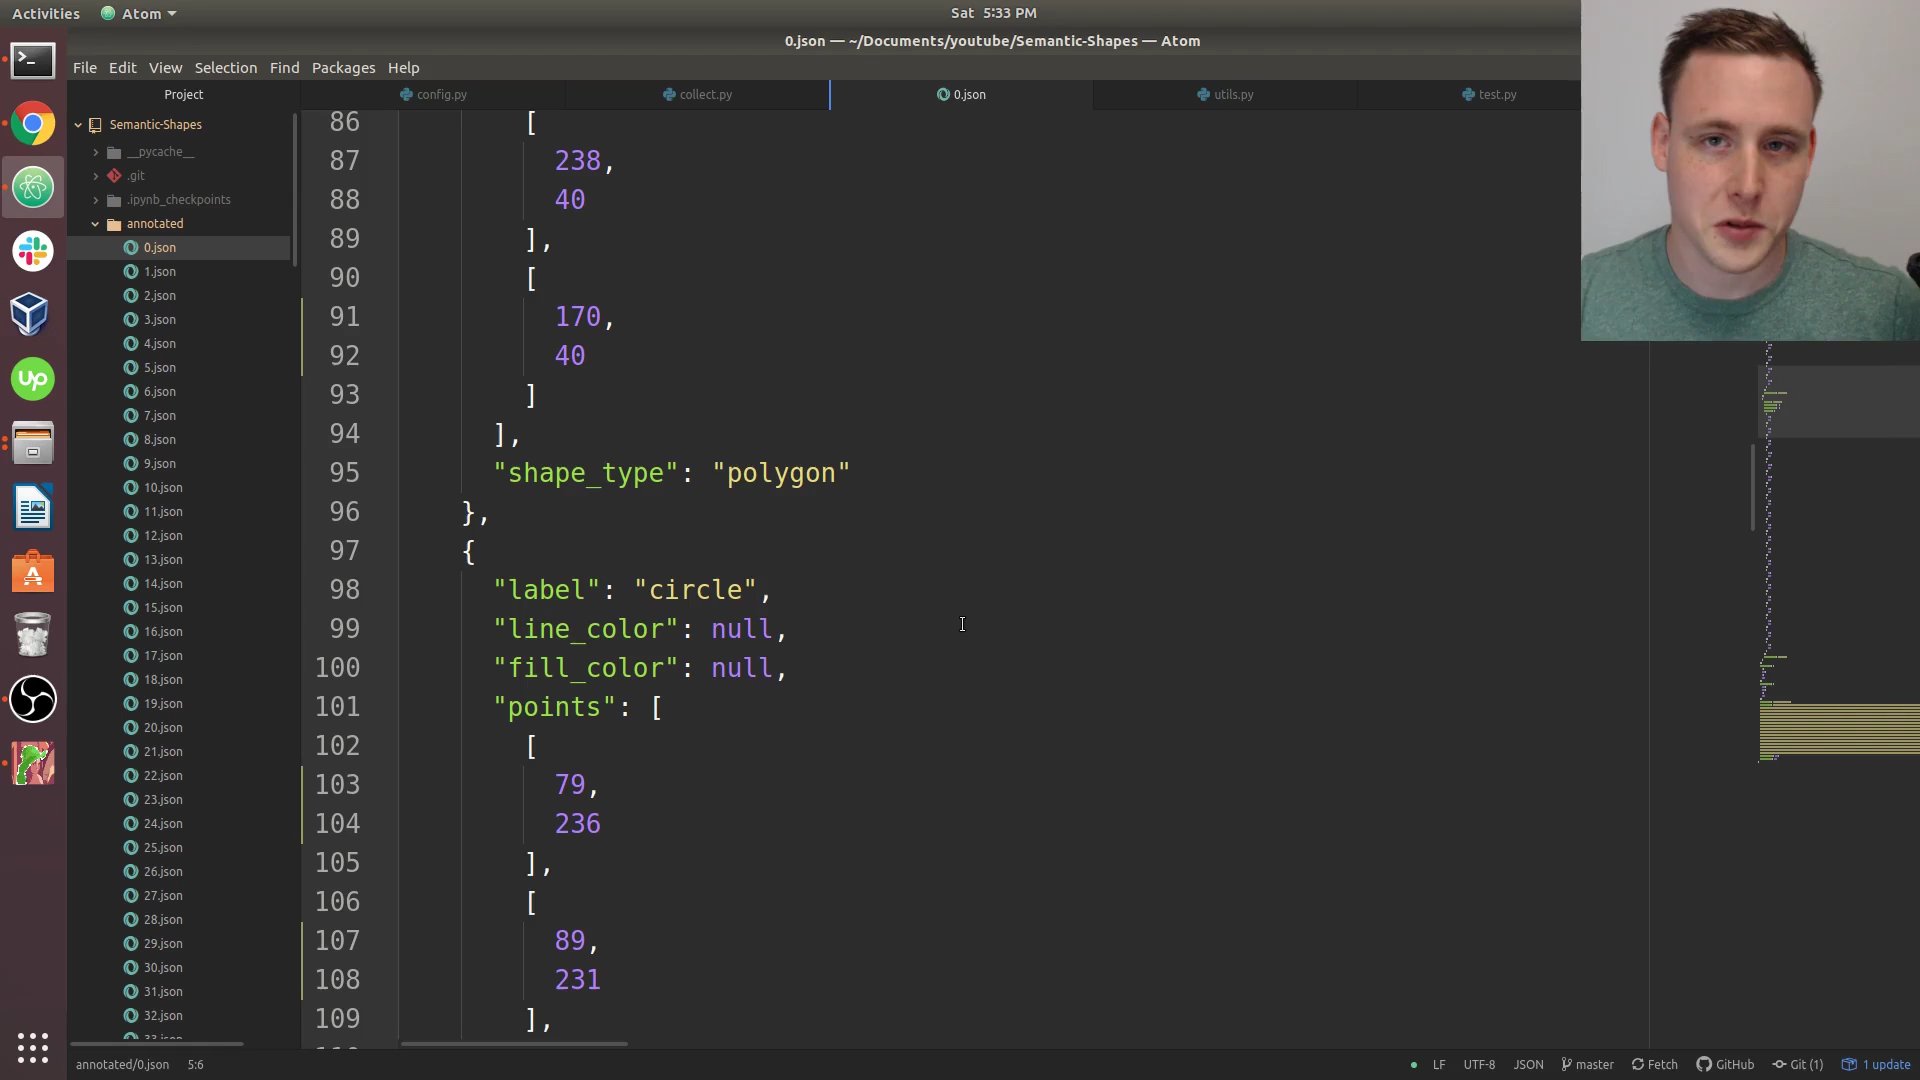 Activities
Atom
Sat 5:33 PM
0.json — ~/Documents/youtube/Semantic-Shapes — Atom
File Edit View Selection Find Packages Help
Project
config.py
collect.py
0.json
utils.py
test.py
Semantic-Shapes
__pycache__
.git
.ipynb_checkpoints
annotated
0.json
1.json
2.json
3.json
4.json
5.json
6.json
7.json
8.json
9.json
10.json
11.json
12.json
13.json
14.json
15.json
16.json
17.json
18.json
19.json
20.json
21.json
22.json
23.json
24.json
25.json
26.json
27.json
28.json
29.json
30.json
31.json
32.json
33.json
86 [
87 238,
88 40
89 ],
90 [
91 170,
92 40
93 ]
94 ],
95 "shape_type": "polygon"
96 },
97 {
98 "label": "circle",
99 "line_color": null,
100 "fill_color": null,
101 "points": [
102 [
103 79,
104 236
105 ],
106 [
107 89,
108 231
109 ],
up
annotated/0.json 5:6
LF UTF-8 JSON master Fetch GitHub Git (1) 1 update